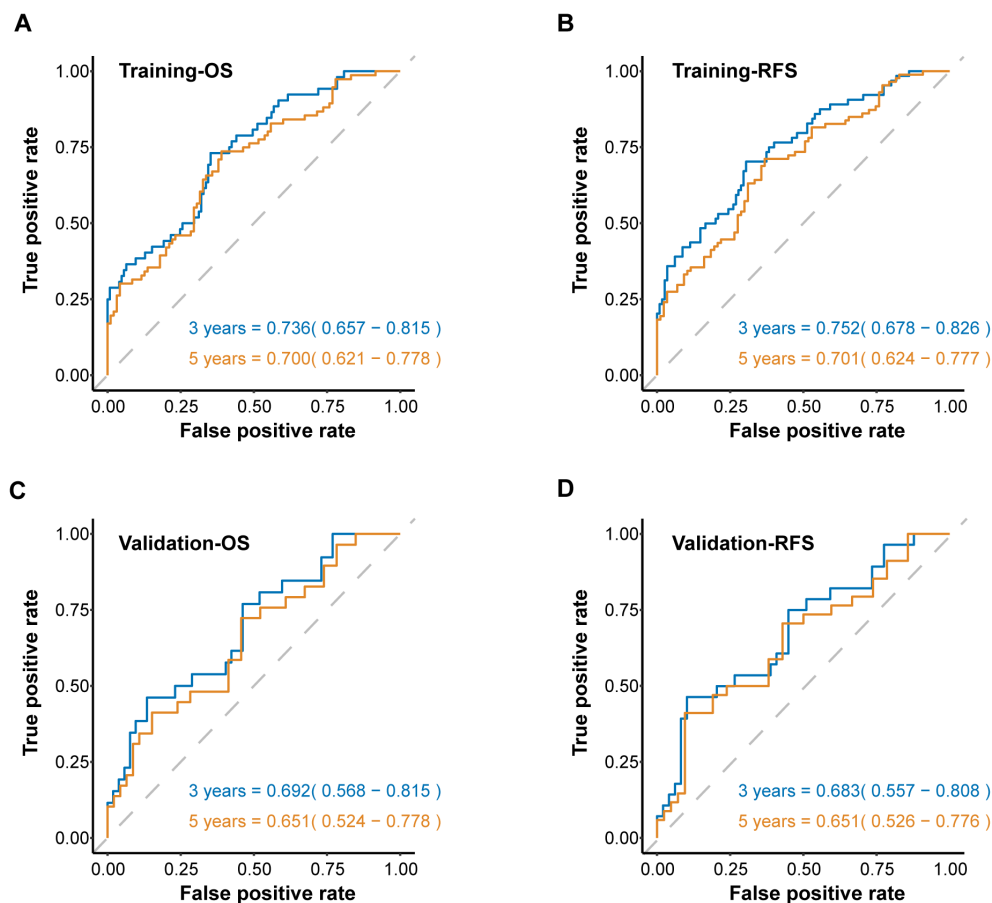 A
Training-OS
True positive rate
1.00
0.75
0.50
0.25
0.00
3 years = 0.736( 0.657 − 0.815 )
5 years = 0.700( 0.621 − 0.778 )
0.00 0.25 0.50 0.75 1.00
False positive rate
B
Training-RFS
True positive rate
1.00
0.75
0.50
0.25
0.00
3 years = 0.752( 0.678 − 0.826 )
5 years = 0.701( 0.624 − 0.777 )
0.00 0.25 0.50 0.75 1.00
False positive rate
C
Validation-OS
True positive rate
1.00
0.75
0.50
0.25
0.00
3 years = 0.692( 0.568 − 0.815 )
5 years = 0.651( 0.524 − 0.778 )
0.00 0.25 0.50 0.75 1.00
False positive rate
D
Validation-RFS
True positive rate
1.00
0.75
0.50
0.25
0.00
3 years = 0.683( 0.557 − 0.808 )
5 years = 0.651( 0.526 − 0.776 )
0.00 0.25 0.50 0.75 1.00
False positive rate